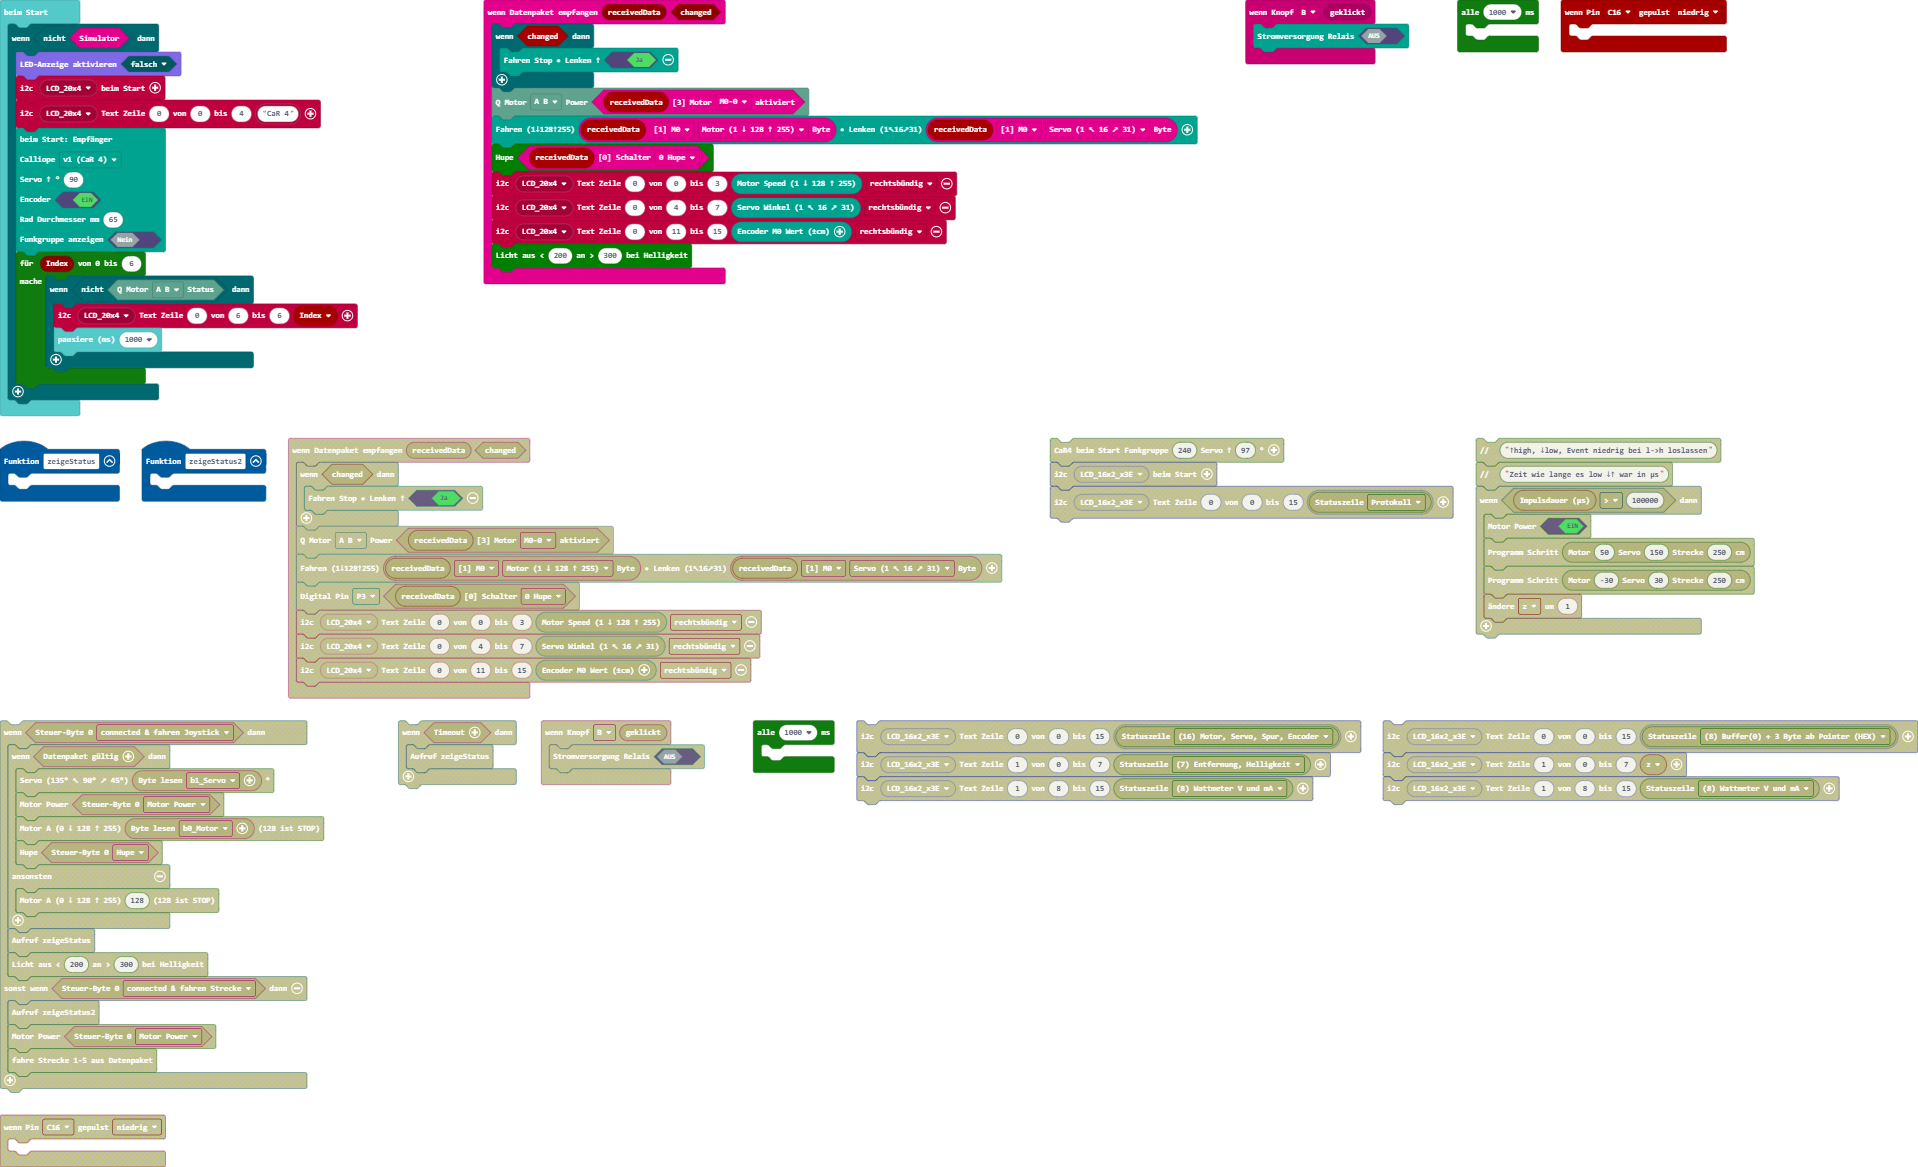 beim Start
wenn nicht Simulator dann
LED-Anzeige aktivieren falsch
i2c LCD_20x4 beim Start
i2c LCD_20x4 Text Zeile 0 von 0 bis 4 "CaR 4"
beim Start: Empfänger
Calliope v1 (CaR 4)
Servo ↑ ° 90
Encoder EIN
Rad Durchmesser mm 65
Funkgruppe anzeigen Nein
für Index von 0 bis 6
mache
wenn nicht Q Motor A B Status dann
i2c LCD_20x4 Text Zeile 0 von 6 bis 6 Index
pausiere (ms) 1000
wenn Datenpaket empfangen receivedData changed
wenn changed dann
Fahren Stop • Lenken ↑ Ja
Q Motor A B Power receivedData [3] Motor M0-0 aktiviert
Fahren (1↓128↑255) receivedData [1] M0 Motor (1 ↓ 128 ↑ 255) Byte • Lenken (1↖16↗31) receivedData [1] M0 Servo (1 ↖ 16 ↗ 31) Byte
Hupe receivedData [0] Schalter 0 Hupe
i2c LCD_20x4 Text Zeile 0 von 0 bis 3 Motor Speed (1 ↓ 128 ↑ 255) rechtsbündig
i2c LCD_20x4 Text Zeile 0 von 4 bis 7 Servo Winkel (1 ↖ 16 ↗ 31) rechtsbündig
i2c LCD_20x4 Text Zeile 0 von 11 bis 15 Encoder M0 Wert (±cm) rechtsbündig
Licht aus < 200 an > 300 bei Helligkeit
wenn Knopf B geklickt
Stromversorgung Relais AUS
alle 1000 ms
wenn Pin C16 gepulst niedrig
Funktion zeigeStatus
Funktion zeigeStatus2
wenn Datenpaket empfangen receivedData changed
wenn changed dann
Fahren Stop • Lenken ↑ Ja
Q Motor A B Power receivedData [3] Motor M0-0 aktiviert
Fahren (1↓128↑255) receivedData [1] M0 Motor (1 ↓ 128 ↑ 255) Byte • Lenken (1↖16↗31) receivedData [1] M0 Servo (1 ↖ 16 ↗ 31) Byte
Digital Pin P3 receivedData [0] Schalter 0 Hupe
i2c LCD_20x4 Text Zeile 0 von 0 bis 3 Motor Speed (1 ↓ 128 ↑ 255) rechtsbündig
i2c LCD_20x4 Text Zeile 0 von 4 bis 7 Servo Winkel (1 ↖ 16 ↗ 31) rechtsbündig
i2c LCD_20x4 Text Zeile 0 von 11 bis 15 Encoder M0 Wert (±cm) rechtsbündig
CaR4 beim Start Funkgruppe 240 Servo ↑ 97 °
i2c LCD_16x2_x3E beim Start
i2c LCD_16x2_x3E Text Zeile 0 von 0 bis 15 Statuszeile Protokoll
// "↑high, ↓low, Event niedrig bei l->h loslassen"
// "Zeit wie lange es low ↓↑ war in µs"
wenn Impulsdauer (µs) > 100000 dann
Motor Power EIN
Programm Schritt Motor 50 Servo 150 Strecke 250 cm
Programm Schritt Motor -30 Servo 30 Strecke 250 cm
ändere z um 1
wenn Steuer-Byte 0 connected & fahren Joystick dann
wenn Datenpaket gültig dann
Servo (135° ↖ 90° ↗ 45°) Byte lesen b1_Servo °
Motor Power Steuer-Byte 0 Motor Power
Motor A (0 ↓ 128 ↑ 255) Byte lesen b0_Motor (128 ist STOP)
Hupe Steuer-Byte 0 Hupe
ansonsten
Motor A (0 ↓ 128 ↑ 255) 128 (128 ist STOP)
Aufruf zeigeStatus
Licht aus < 200 an > 300 bei Helligkeit
sonst wenn Steuer-Byte 0 connected & fahren Strecke dann
Aufruf zeigeStatus2
Motor Power Steuer-Byte 0 Motor Power
fahre Strecke 1-5 aus Datenpaket
wenn Timeout dann
Aufruf zeigeStatus
wenn Knopf B geklickt
Stromversorgung Relais AUS
alle 1000 ms
i2c LCD_16x2_x3E Text Zeile 0 von 0 bis 15 Statuszeile (16) Motor, Servo, Spur, Encoder
i2c LCD_16x2_x3E Text Zeile 1 von 0 bis 7 Statuszeile (7) Entfernung, Helligkeit
i2c LCD_16x2_x3E Text Zeile 1 von 8 bis 15 Statuszeile (8) Wattmeter V und mA
i2c LCD_16x2_x3E Text Zeile 0 von 0 bis 15 Statuszeile (8) Buffer(0) + 3 Byte ab Pointer (HEX)
i2c LCD_16x2_x3E Text Zeile 1 von 0 bis 7 z
i2c LCD_16x2_x3E Text Zeile 1 von 8 bis 15 Statuszeile (8) Wattmeter V und mA
wenn Pin C16 gepulst niedrig